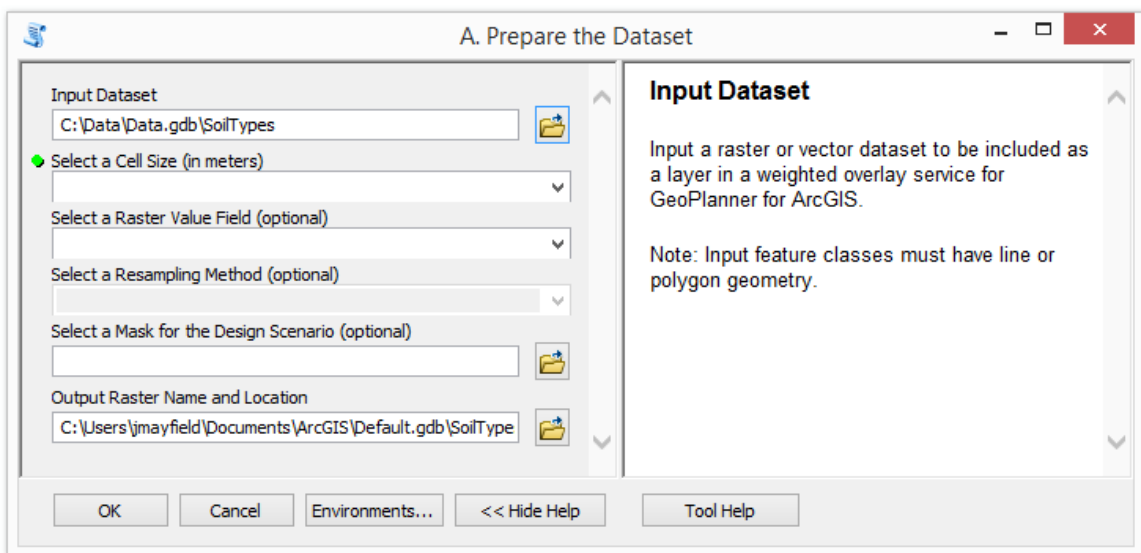 A. Prepare the Dataset
Input Dataset
C:\Data\Data.gdb\SoilTypes
Select a Cell Size (in meters)
Select a Raster Value Field (optional)
Select a Resampling Method (optional)
Select a Mask for the Design Scenario (optional)
Output Raster Name and Location
C:\Users\jmayfield\Documents\ArcGIS\Default.gdb\SoilType
Input Dataset
Input a raster or vector dataset to be included as
a layer in a weighted overlay service for
GeoPlanner for ArcGIS.
Note: Input feature classes must have line or
polygon geometry.
OK
Cancel
Environments...
<< Hide Help
Tool Help